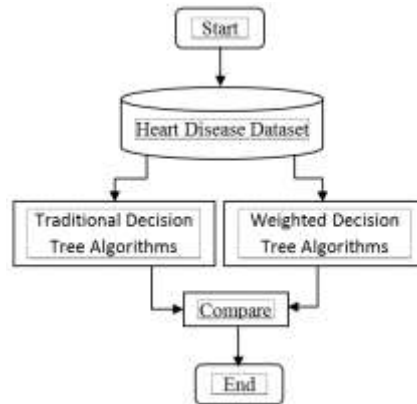 Start
Heart Disease Dataset
Traditional Decision
Tree Algorithms
Weighted Decision
Tree Algorithms
Compare
End